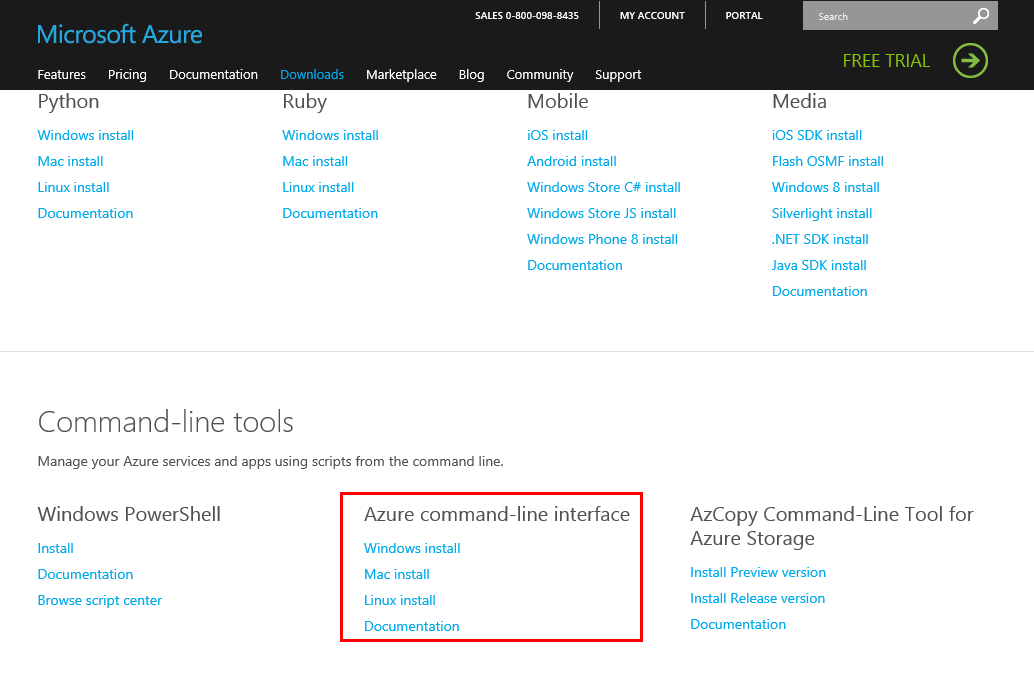 SALES 0-800-098-8435
MY ACCOUNT
PORTAL
Search
Microsoft Azure
FREE TRIAL
Features
Pricing
Documentation
Downloads
Marketplace
Blog
Community
Support
Python
Windows install
Mac install
Linux install
Documentation
Ruby
Windows install
Mac install
Linux install
Documentation
Mobile
iOS install
Android install
Windows Store C# install
Windows Store JS install
Windows Phone 8 install
Documentation
Media
iOS SDK install
Flash OSMF install
Windows 8 install
Silverlight install
.NET SDK install
Java SDK install
Documentation
Command-line tools
Manage your Azure services and apps using scripts from the command line.
Windows PowerShell
Install
Documentation
Browse script center
Azure command-line interface
Windows install
Mac install
Linux install
Documentation
AzCopy Command-Line Tool for
Azure Storage
Install Preview version
Install Release version
Documentation